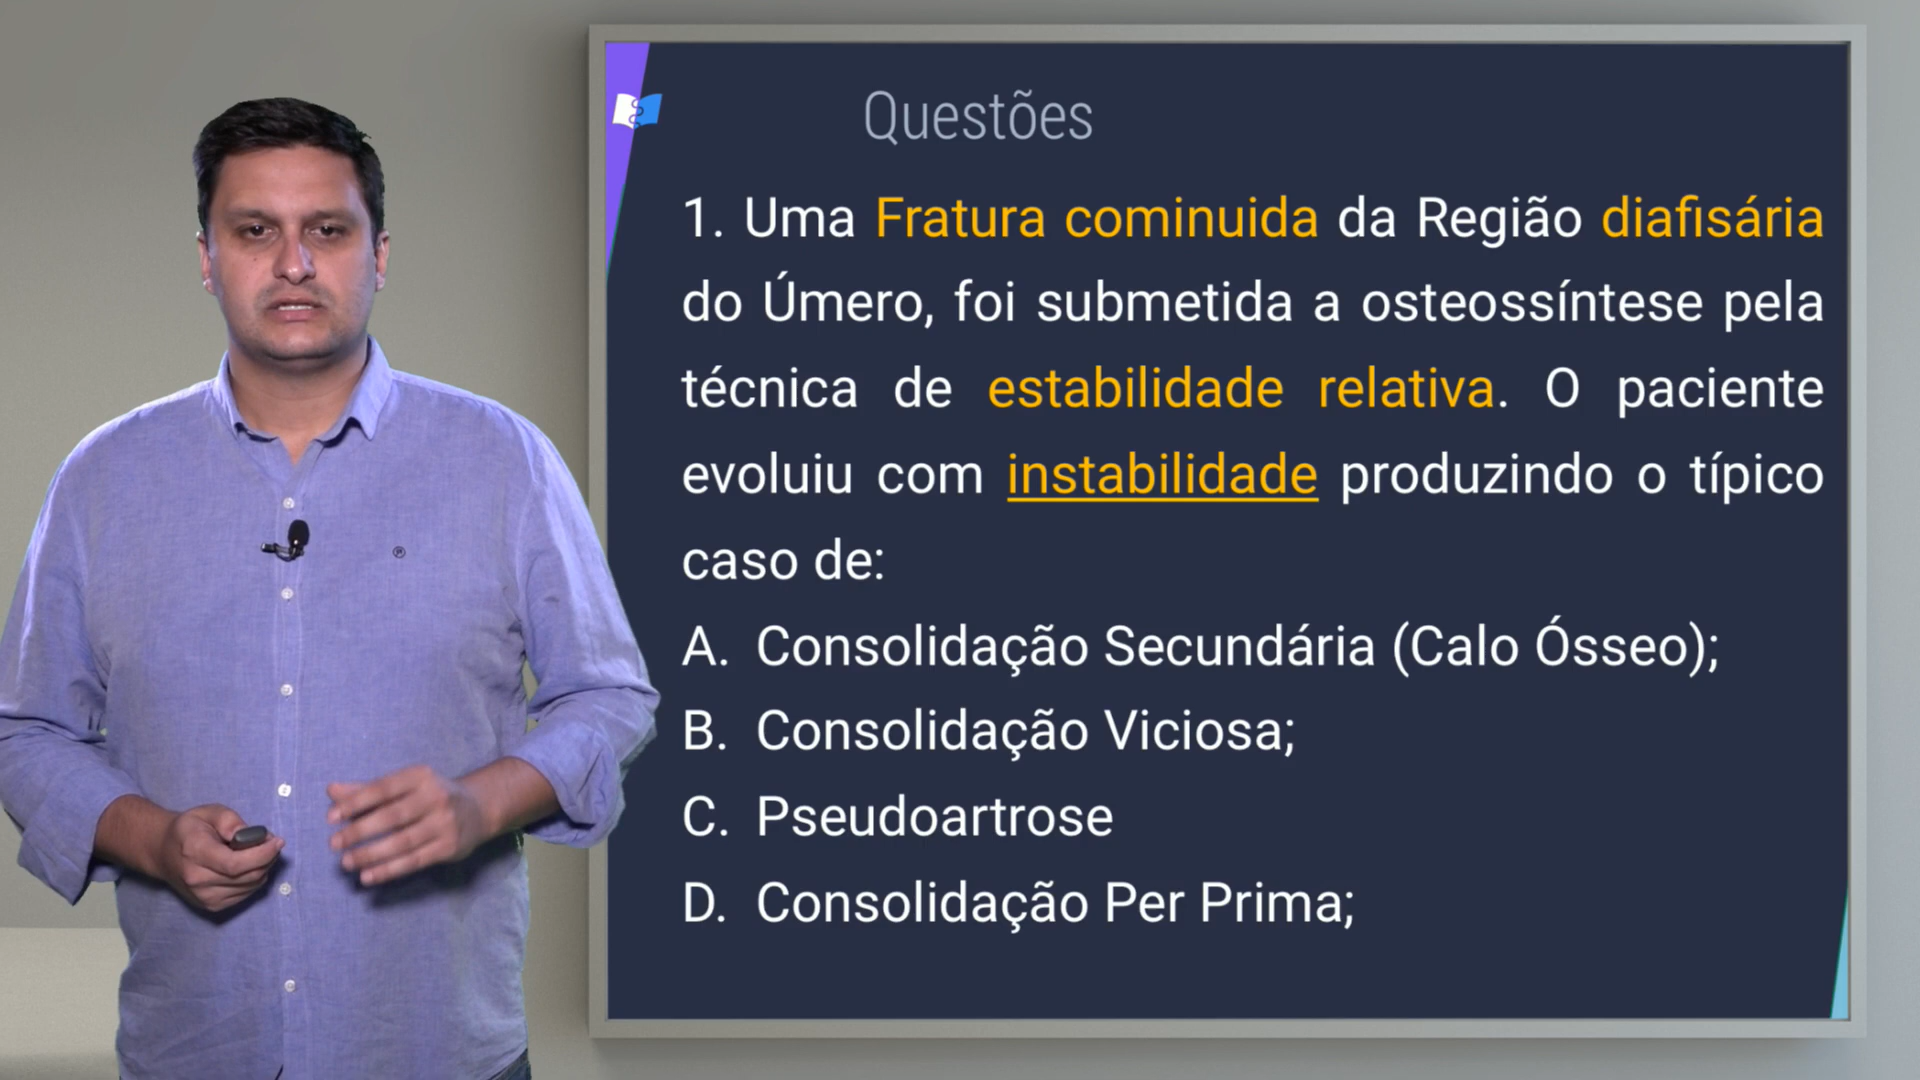 Questões
1. Uma Fratura cominuida da Região diafisária
do Úmero, foi submetida a osteossíntese pela
técnica de estabilidade relativa. O paciente
evoluiu com instabilidade produzindo o típico
caso de:
A. Consolidação Secundária (Calo Ósseo);
B. Consolidação Viciosa;
C. Pseudoartrose
D. Consolidação Per Prima;